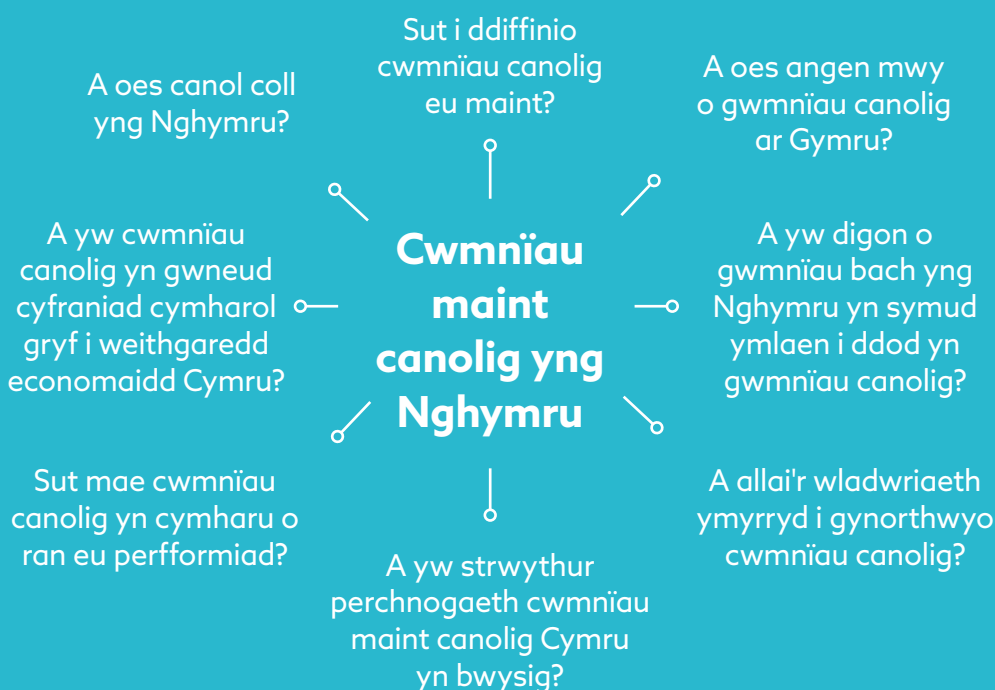 Sut i ddiffinio
cwmnïau canolig
eu maint?
A oes canol coll
yng Nghymru?
A oes angen mwy
o gwmnïau canolig
ar Gymru?
A yw cwmnïau
canolig yn gwneud
cyfraniad cymharol
gryf i weithgaredd
economaidd Cymru?
Cwmnïau
maint
canolig yng
Nghymru
A yw digon o
gwmnïau bach yng
Nghymru yn symud
ymlaen i ddod yn
gwmnïau canolig?
Sut mae cwmnïau
canolig yn cymharu o
ran eu perfformiad?
A allai'r wladwriaeth
ymyrryd i gynorthwyo
cwmnïau canolig?
A yw strwythur
perchnogaeth cwmnïau
maint canolig Cymru
yn bwysig?